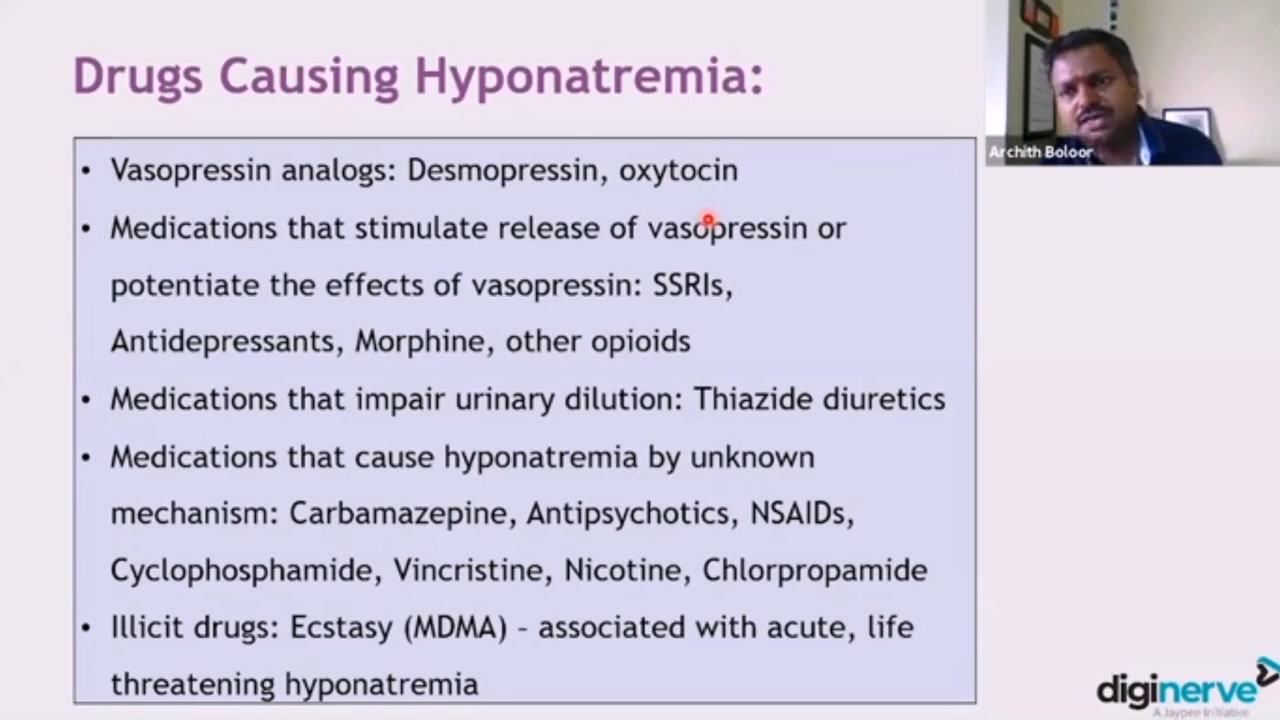 Drugs Causing Hyponatremia:
Archith Boloor
• Vasopressin analogs: Desmopressin, oxytocin
• Medications that stimulate release of vasopressin or
potentiate the effects of vasopressin: SSRIs,
Antidepressants, Morphine, other opioids
• Medications that impair urinary dilution: Thiazide diuretics
• Medications that cause hyponatremia by unknown
mechanism: Carbamazepine, Antipsychotics, NSAIDs,
Cyclophosphamide, Vincristine, Nicotine, Chlorpropamide
• Illicit drugs: Ecstasy (MDMA) – associated with acute, life
threatening hyponatremia
diginerve
A Jaypee Initiative